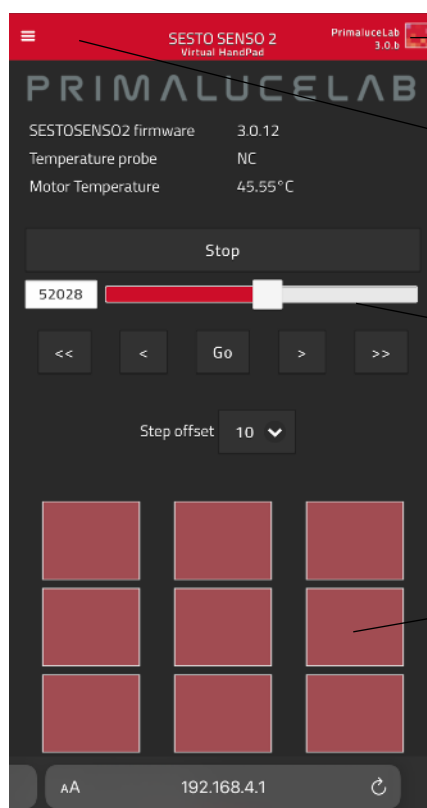 SESTO SENSO 2
Virtual HandPad
PrimaluceLab
3.0.b
PRIMALUCELAB
SESTOSENSO2 firmware 3.0.12
Temperature probe NC
Motor Temperature 45.55°C
Stop
52028
<< < Go > >>
Step offset 10
AA 192.168.4.1